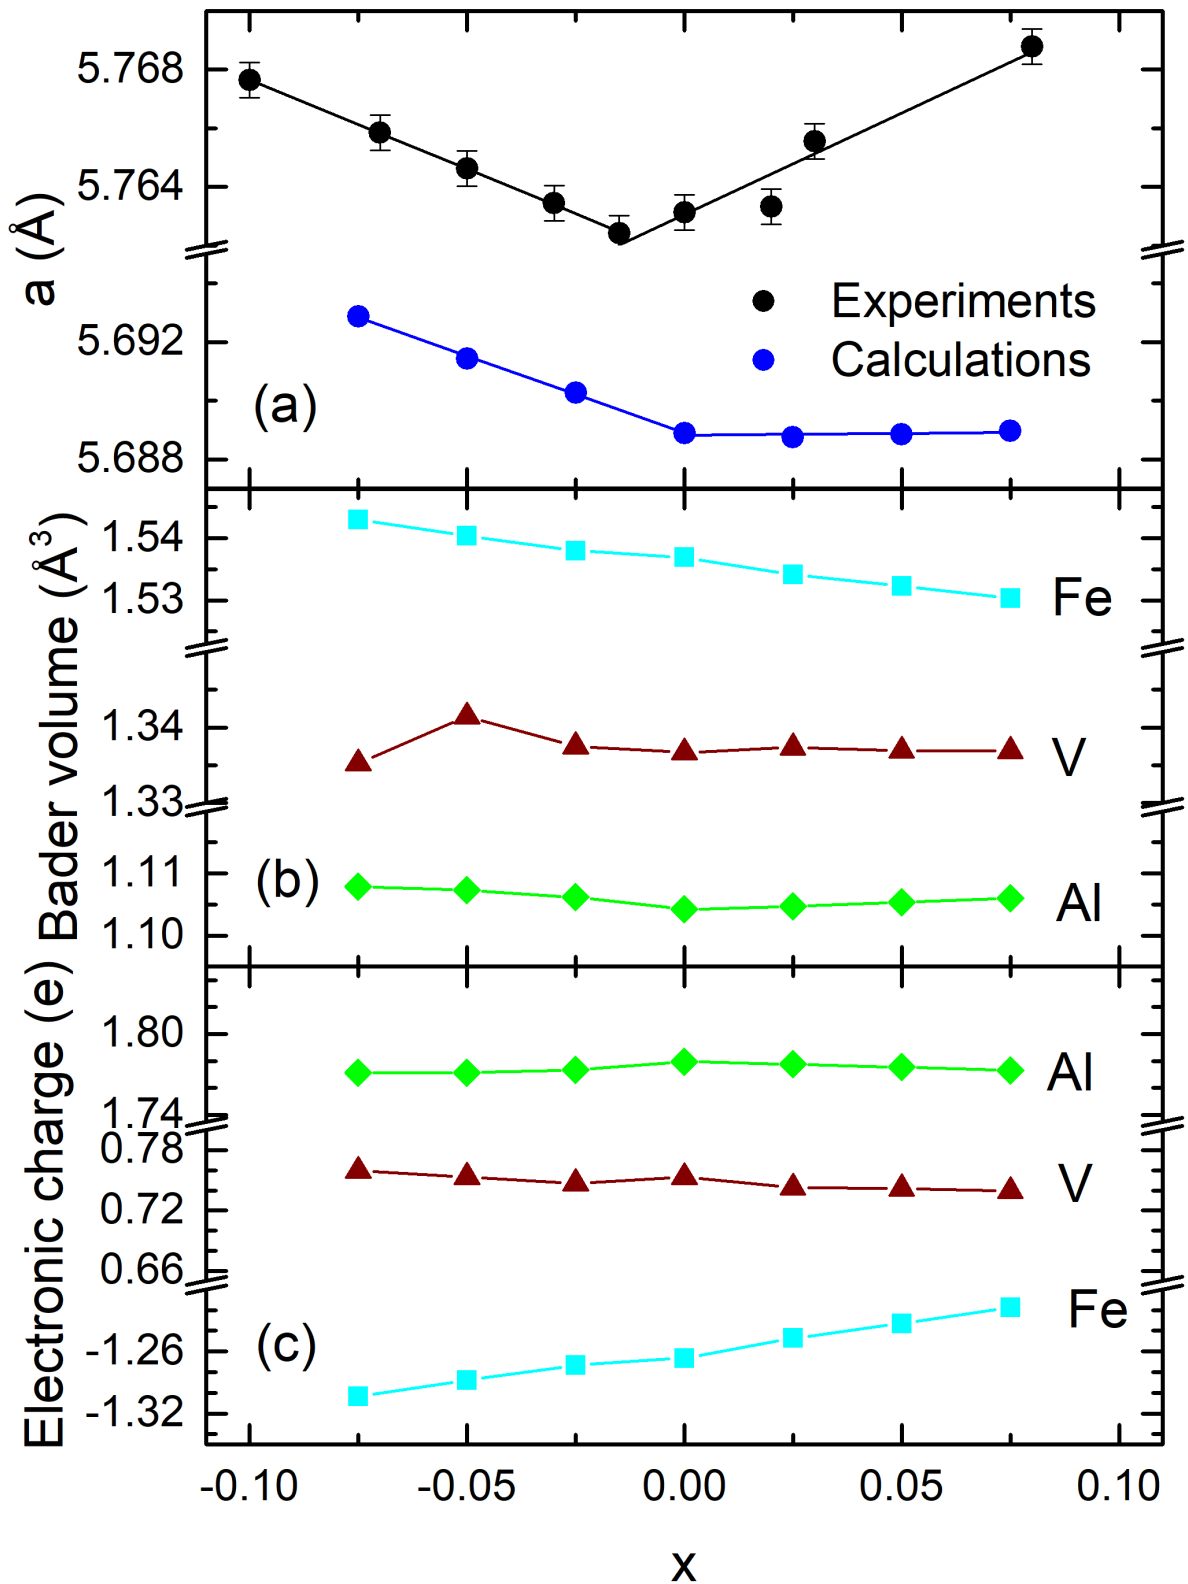 5.768
5.764
a (Å)
Experiments
5.692
Calculations
(a)
5.688
1.54
1.53
Fe
Bader volume (Å³)
1.34
V
1.33
1.11
(b)
Al
1.10
1.80
Al
1.74
0.78
V
0.72
0.66
Electronic charge (e)
Fe
(c)
-1.26
-1.32
-0.10 -0.05 0.00 0.05 0.10
x